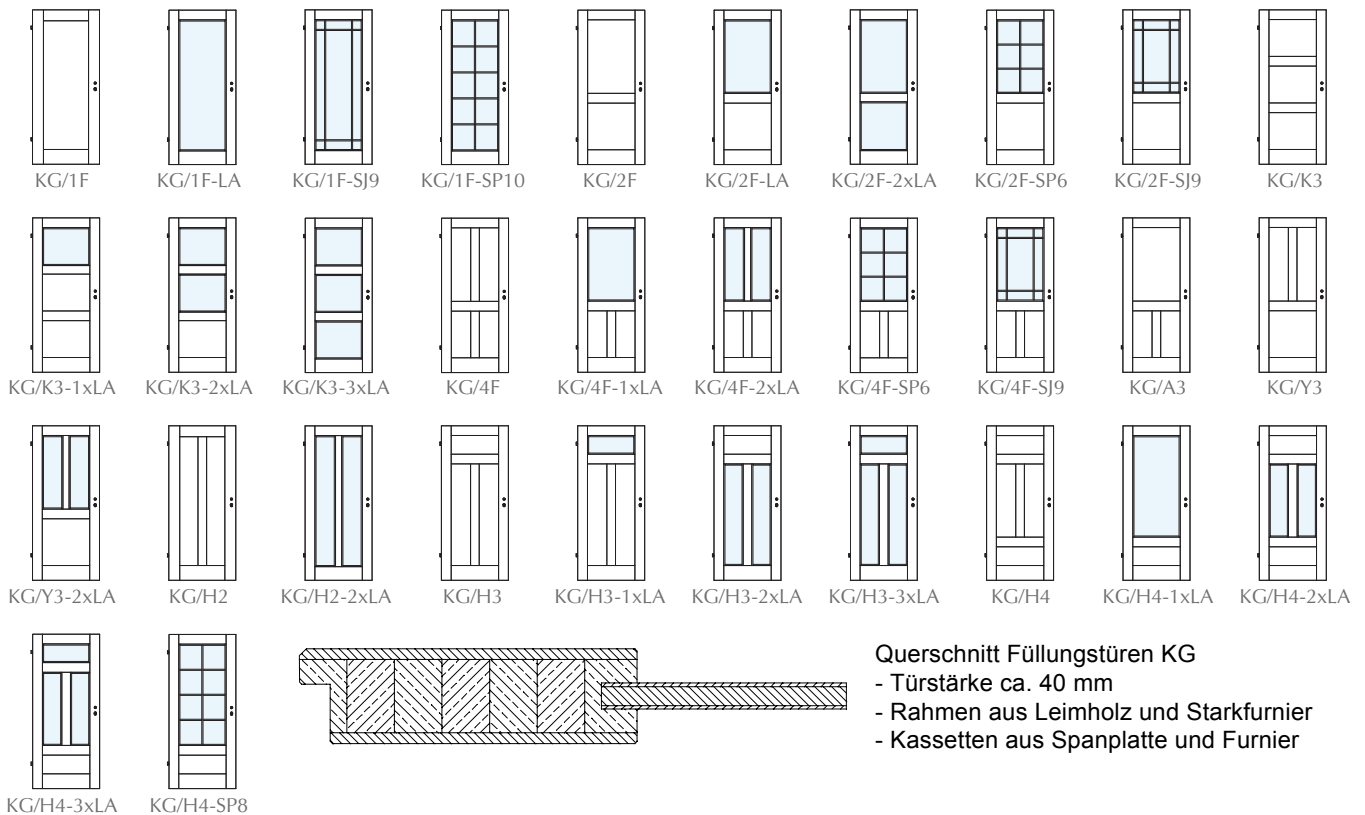 KG/1F KG/1F-LA KG/1F-SJ9 KG/1F-SP10 KG/2F KG/2F-LA KG/2F-2xLA KG/2F-SP6 KG/2F-SJ9 KG/K3
KG/K3-1xLA KG/K3-2xLA KG/K3-3xLA KG/4F KG/4F-1xLA KG/4F-2xLA KG/4F-SP6 KG/4F-SJ9 KG/A3 KG/Y3
KG/Y3-2xLA KG/H2 KG/H2-2xLA KG/H3 KG/H3-1xLA KG/H3-2xLA KG/H3-3xLA KG/H4 KG/H4-1xLA KG/H4-2xLA
KG/H4-3xLA KG/H4-SP8
Querschnitt Füllungstüren KG
- Türstärke ca. 40 mm
- Rahmen aus Leimholz und Starkfurnier
- Kassetten aus Spanplatte und Furnier